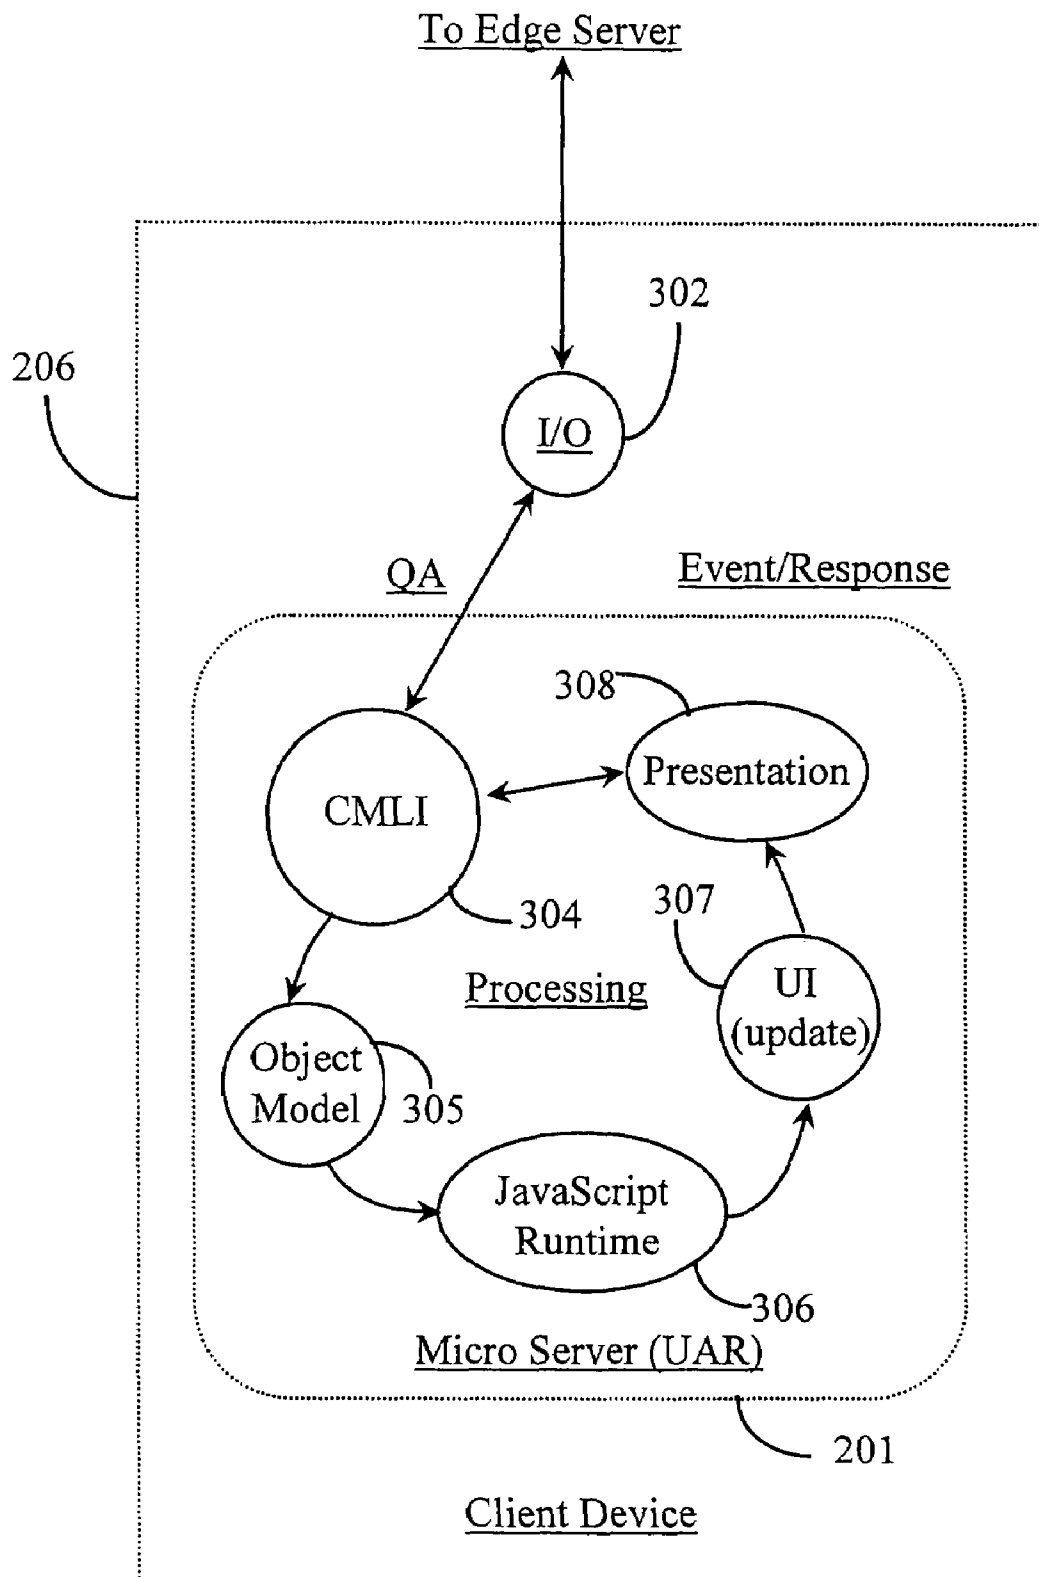 To Edge Server
302
206
I/O
QA
Event/Response
308
Presentation
CMLI
304
307
Processing
UI
(update)
Object
Model
305
JavaScript
Runtime
306
Micro Server (UAR)
201
Client Device